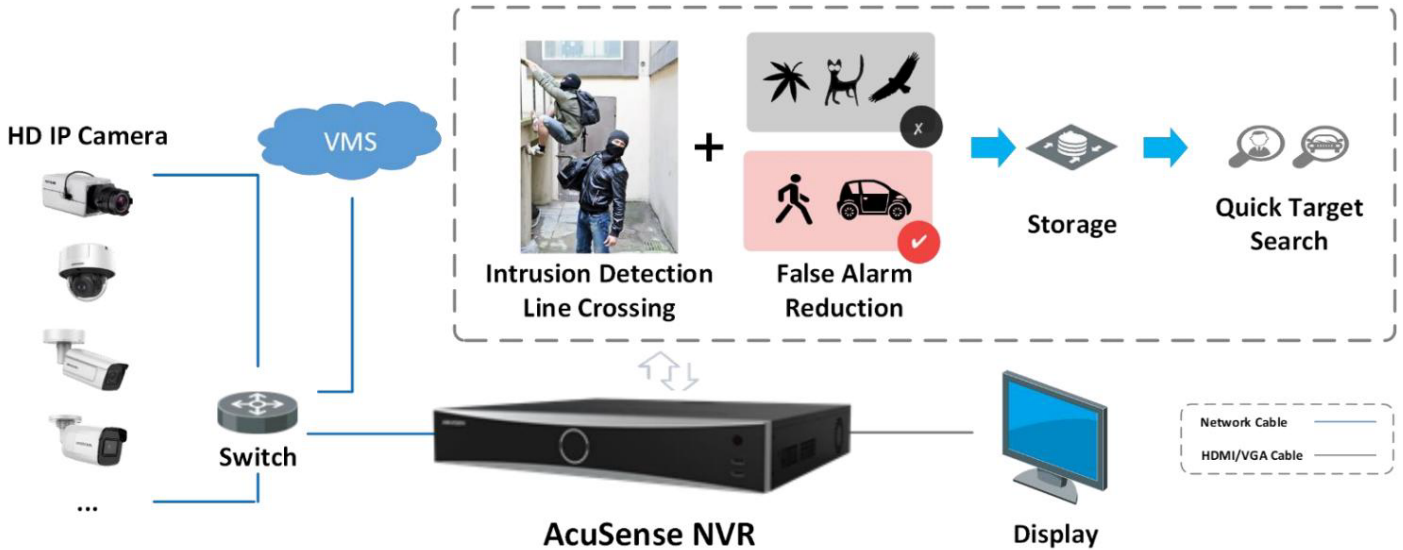 HD IP Camera
VMS
Intrusion Detection
Line Crossing
+
False Alarm
Reduction
Storage
Quick Target
Search
Switch
...
HIKVISION
AcuSense NVR
Display
Network Cable
HDMI/VGA Cable